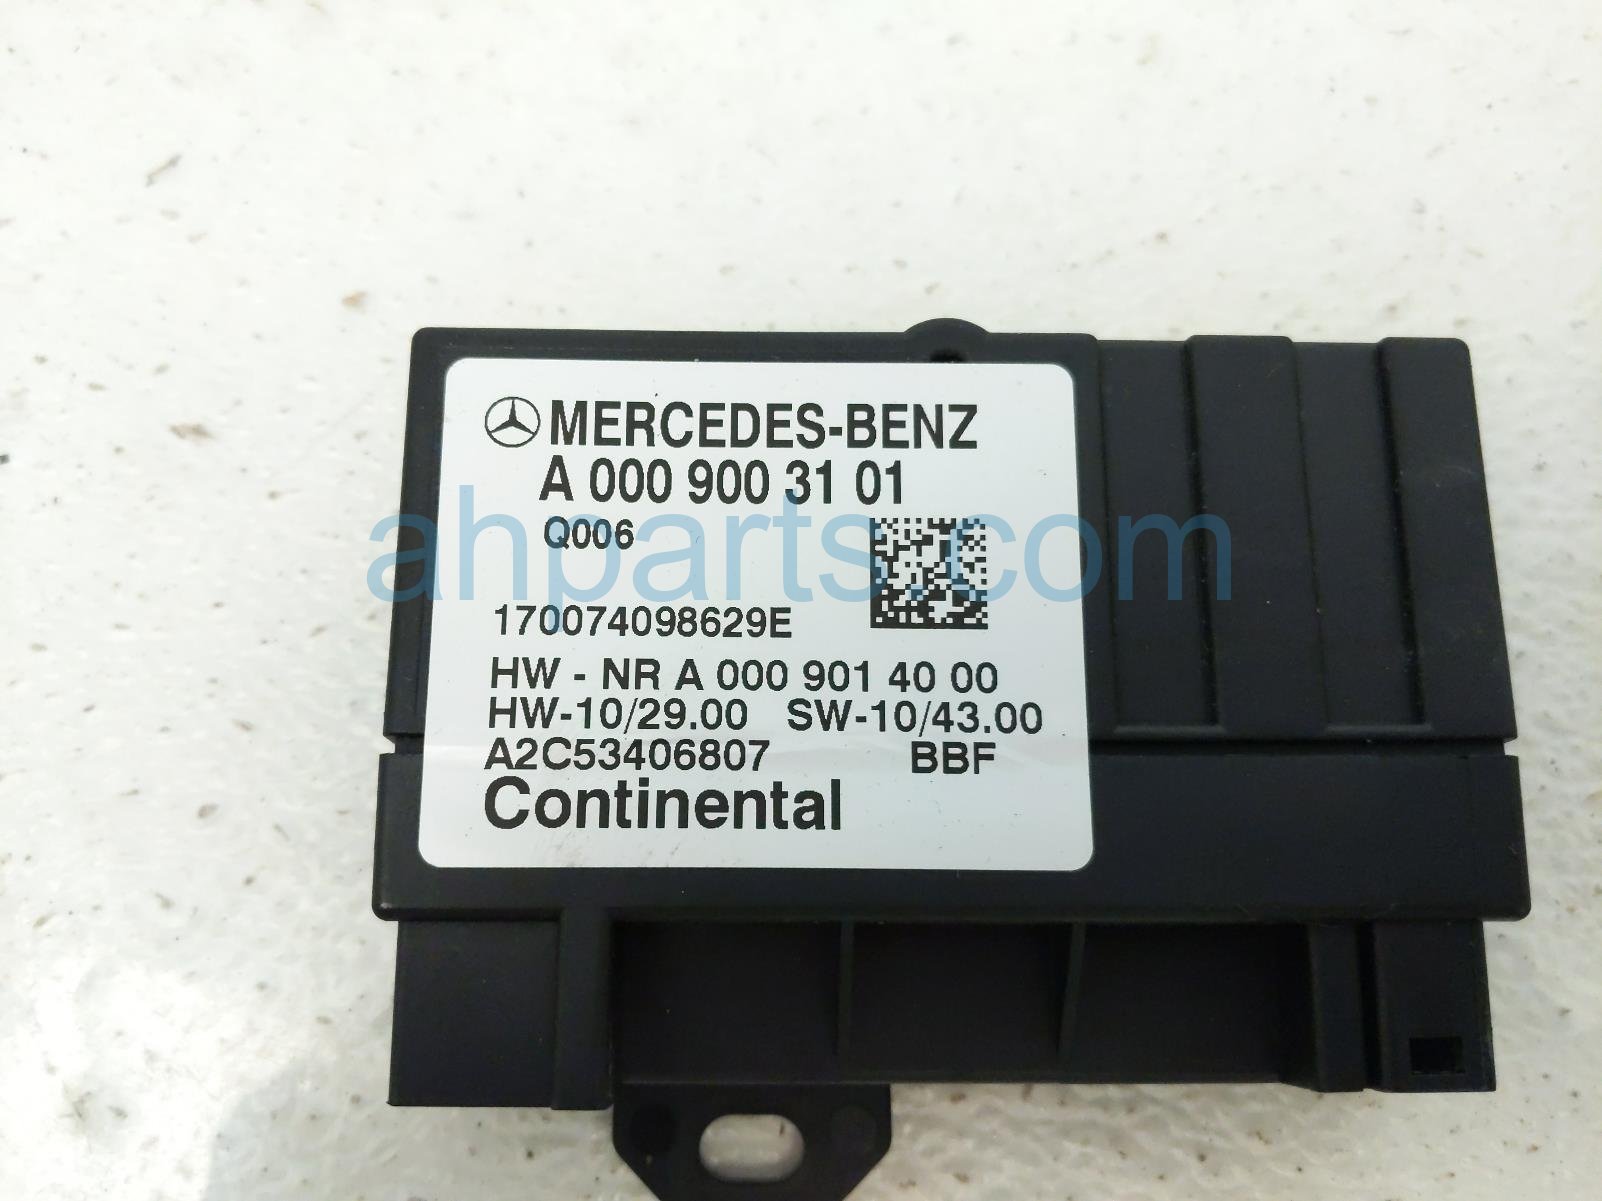 MERCEDES-BENZ
A 000 900 31 01
Q006
ahparts.com
170074098629E
HW - NR A 000 901 40 00
HW-10/29.00 SW-10/43.00
A2C53406807 BBF
Continental